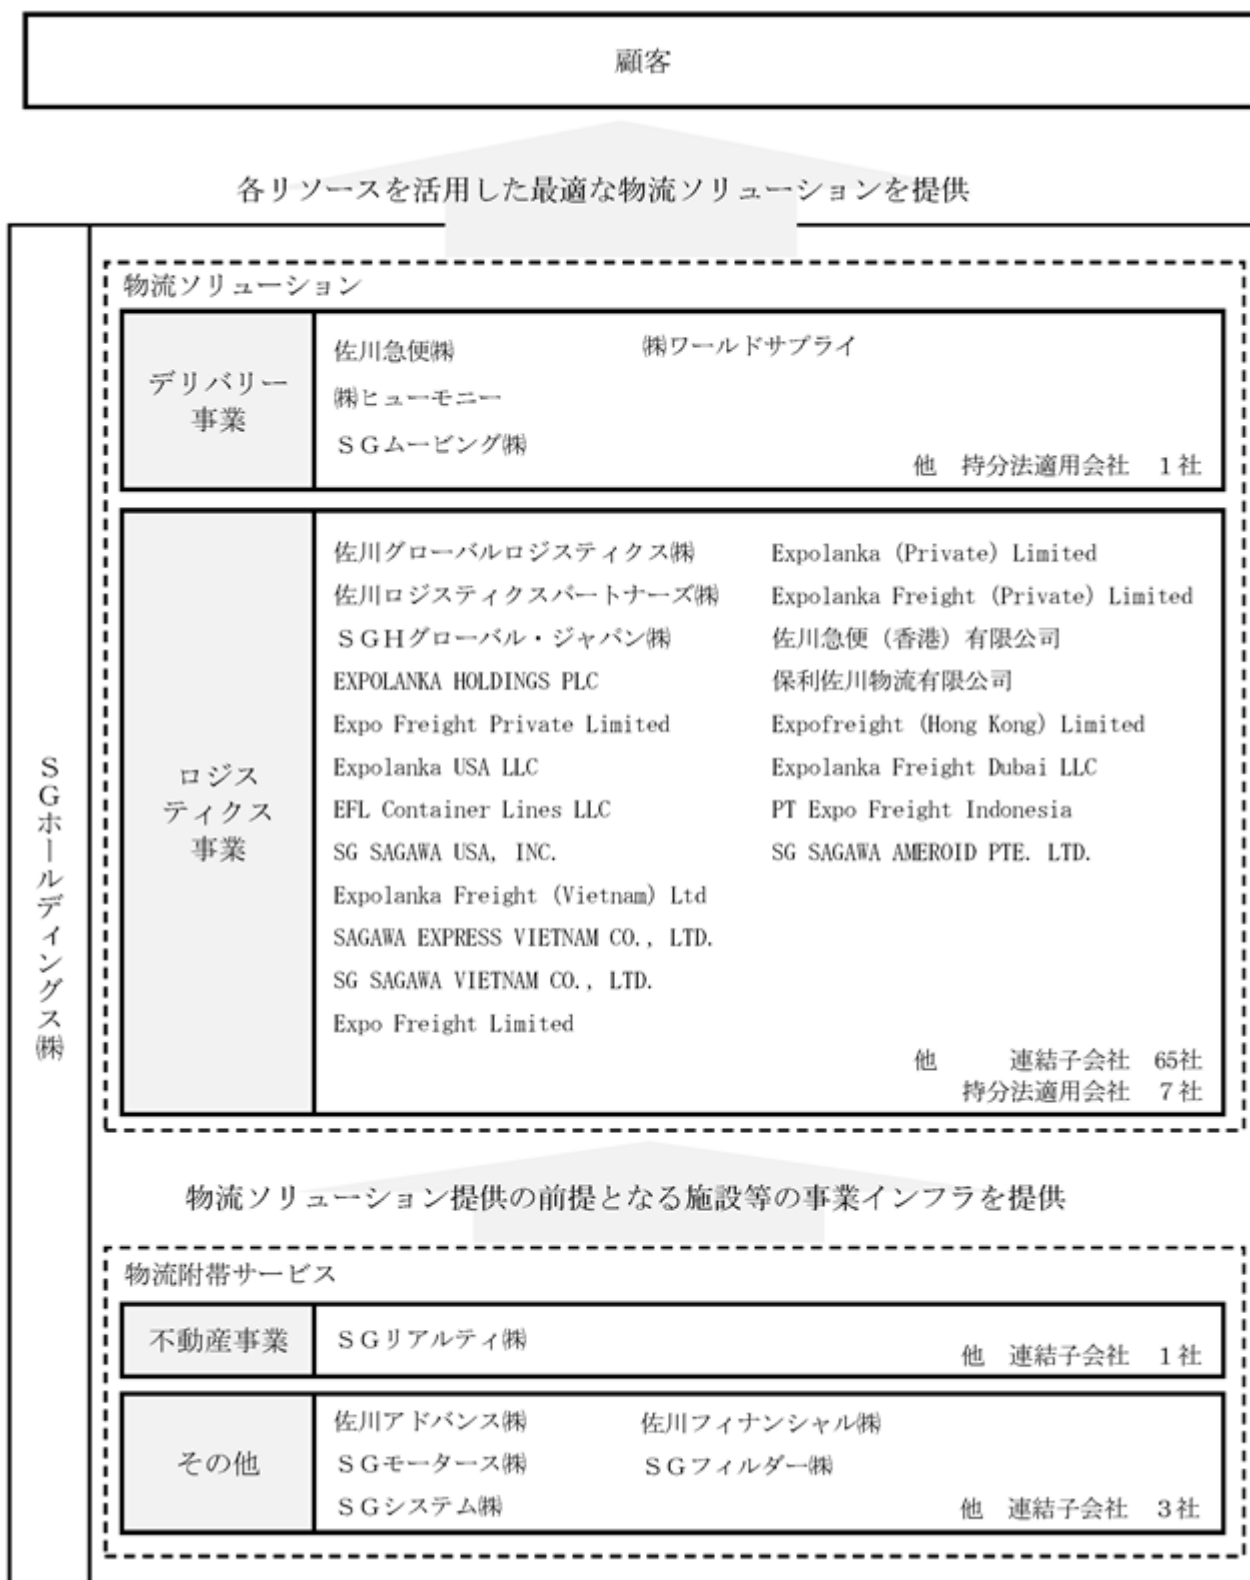 顧客
各リソースを活用した最適な物流ソリューションを提供
SGホールディングス㈱
物流ソリューション
デリバリー
事業
佐川急便㈱
㈱ワールドサプライ
㈱ヒューモニー
ＳＧムービング㈱
他　持分法適用会社　１社
ロジス
ティクス
事業
佐川グローバルロジスティクス㈱
佐川ロジスティクスパートナーズ㈱
ＳＧＨグローバル・ジャパン㈱
EXPOLANKA HOLDINGS PLC
Expo Freight Private Limited
Expolanka USA LLC
EFL Container Lines LLC
SG SAGAWA USA, INC.
Expolanka Freight (Vietnam) Ltd
SAGAWA EXPRESS VIETNAM CO., LTD.
SG SAGAWA VIETNAM CO., LTD.
Expo Freight Limited
Expolanka (Private) Limited
Expolanka Freight (Private) Limited
佐川急便（香港）有限公司
保利佐川物流有限公司
Expofreight (Hong Kong) Limited
Expolanka Freight Dubai LLC
PT Expo Freight Indonesia
SG SAGAWA AMEROID PTE. LTD.
他　連結子会社　65社
持分法適用会社　７社
物流ソリューション提供の前提となる施設等の事業インフラを提供
物流附帯サービス
不動産事業
ＳＧリアルティ㈱
他　連結子会社　１社
その他
佐川アドバンス㈱
佐川フィナンシャル㈱
ＳＧモータース㈱
ＳＧフィルダー㈱
ＳＧシステム㈱
他　連結子会社　３社